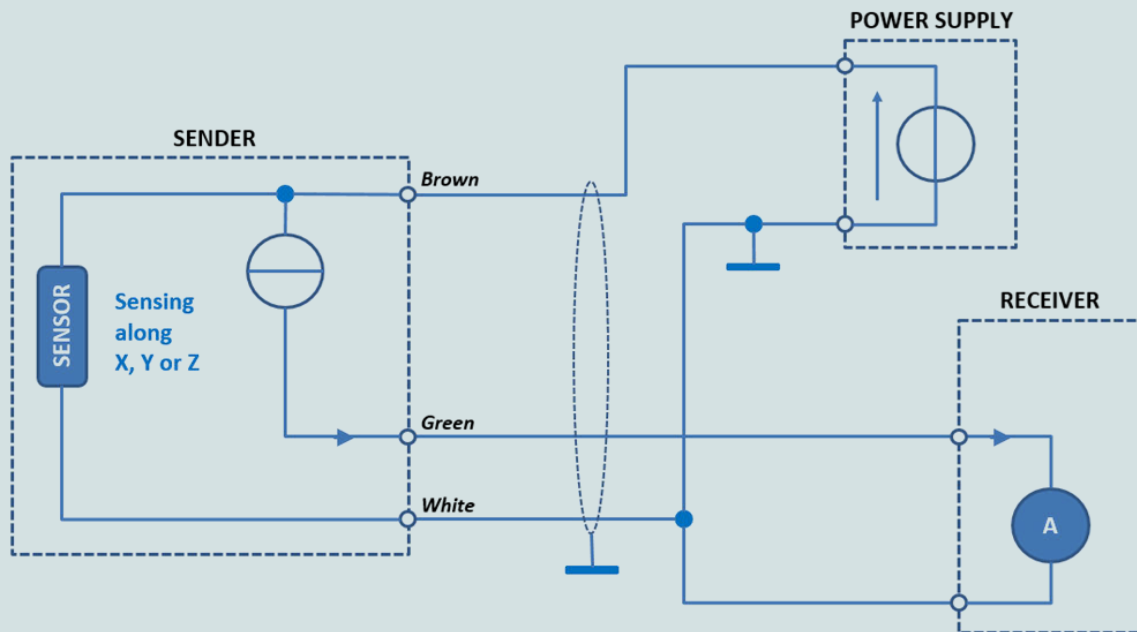 POWER SUPPLY
SENDER
Brown
SENSOR
Sensing
along
X, Y or Z
RECEIVER
Green
White
A